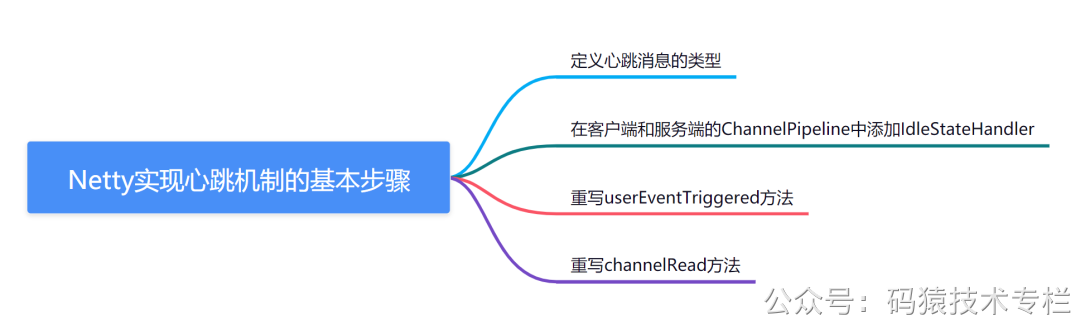 定义心跳消息的类型
在客户端和服务端的ChannelPipeline中添加IdleStateHandler
Netty实现心跳机制的基本步骤
重写userEventTriggered方法
重写channelRead方法
公众号：码猿技术专栏